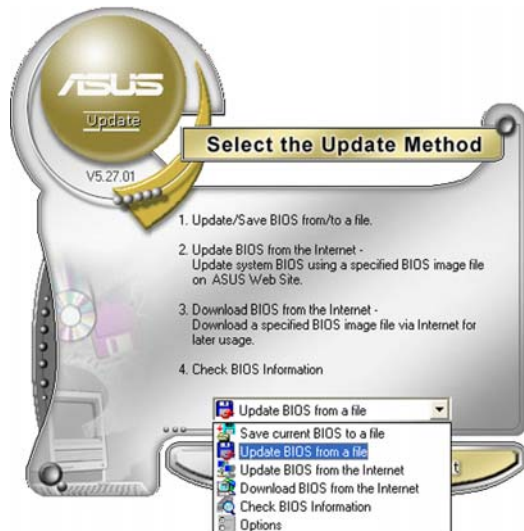 ASUS
Update
V5.27.01
Select the Update Method
1. Update/Save BIOS from/to a file.
2. Update BIOS from the Internet -
Update system BIOS using a specified BIOS image file
on ASUS Web Site.
3. Download BIOS from the Internet -
Download a specified BIOS image file via Internet for
later usage.
4. Check BIOS Information
Update BIOS from a file
Save current BIOS to a file
Update BIOS from a file
Update BIOS from the Internet
Download BIOS from the Internet
Check BIOS Information
Options